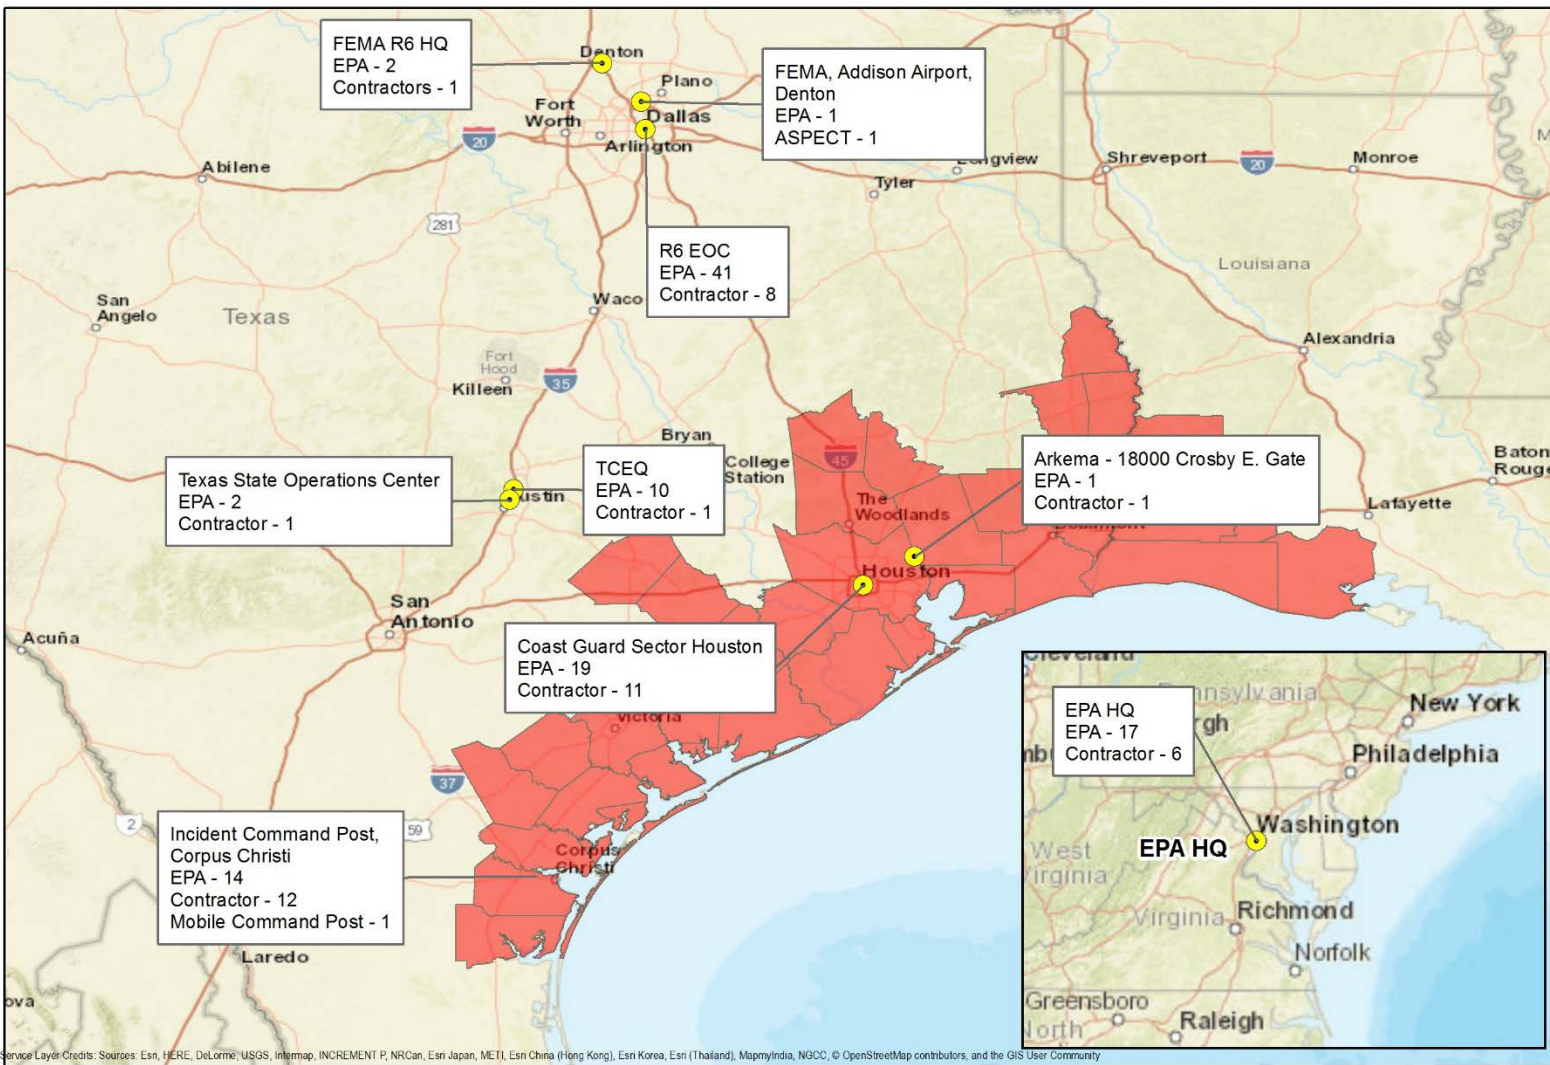 FEMA R6 HQ
EPA - 2
Contractors - 1
Denton
Plano
FEMA, Addison Airport,
Denton
EPA - 1
ASPECT - 1
Fort
Worth
Dallas
Arlington
20
Abilene
Tyler
Shreveport
20
Monroe
281
R6 EOC
EPA - 41
Contractor - 8
Louisiana
San
Angelo
Texas
Waco
Alexandria
Fort
Hood
Killeen
35
Bryan
College
Station
45
Texas State Operations Center
EPA - 2
Contractor - 1
TCEQ
EPA - 10
Contractor - 1
Arkema - 18000 Crosby E. Gate
EPA - 1
Contractor - 1
Baton
Rouge
Lafayette
The
Woodlands
Houston
San
Antonio
Acuña
Coast Guard Sector Houston
EPA - 19
Contractor - 11
Victoria
37
2
59
Incident Command Post,
Corpus Christi
EPA - 14
Contractor - 12
Mobile Command Post - 1
Corpus
Christi
Laredo
Cleveland
EPA HQ
EPA - 17
Contractor - 6
New York
Philadelphia
Washington
EPA HQ
West
Virginia
Virginia
Richmond
Norfolk
Greensboro
North
Raleigh
Service Layer Credits: Sources: Esri, HERE, DeLorme, USGS, Intermap, INCREMENT P, NRCan, Esri Japan, METI, Esri China (Hong Kong), Esri Korea, Esri (Thailand), MapmyIndia, NGCC, © OpenStreetMap contributors, and the GIS User Community